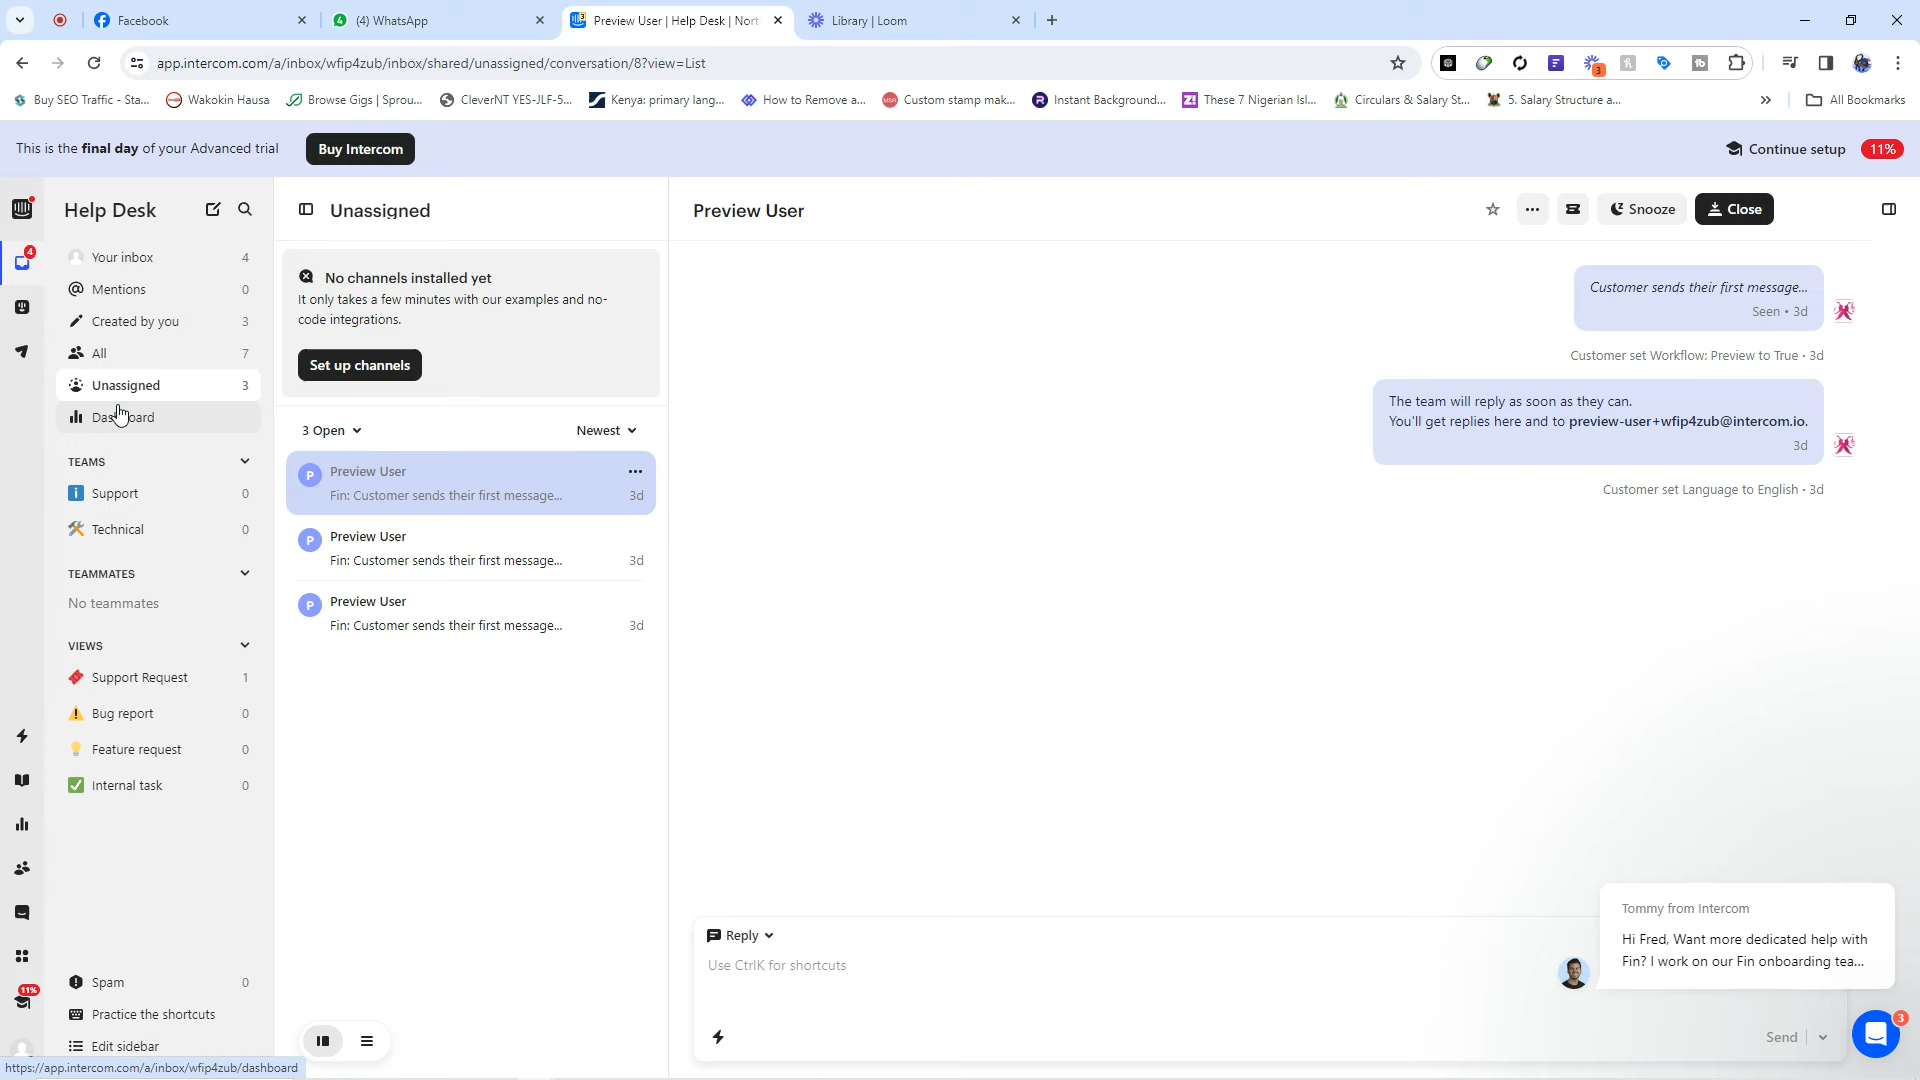 Facebook
(4) WhatsApp
Preview User | Help Desk | Nort
Library | Loom
app.intercom.com/a/inbox/wfip4zub/inbox/shared/unassigned/conversation/8?view=List
3
Buy SEO Traffic - Sta...
Wakokin Hausa
Browse Gigs | Sprou...
CleverNT YES-JLF-5...
Kenya: primary lang...
How to Remove a...
Custom stamp mak...
Instant Background...
These 7 Nigerian Isl...
Circulars & Salary St...
5. Salary Structure a...
All Bookmarks
This is the final day of your Advanced trial
Buy Intercom
Continue setup
11%
Help Desk
4
Your inbox 4
Mentions 0
Created by you 3
All 7
Unassigned 3
Dashboard
TEAMS
Support 0
Technical 0
TEAMMATES
No teammates
VIEWS
Support Request 1
Bug report 0
Feature request 0
Internal task 0
11%
Spam 0
Practice the shortcuts
Edit sidebar
https://app.intercom.com/a/inbox/wfip4zub/dashboard
Unassigned
No channels installed yet
It only takes a few minutes with our examples and no-
code integrations.
Set up channels
3 Open
Newest
P
Preview User
Fin: Customer sends their first message... 3d
P
Preview User
Fin: Customer sends their first message... 3d
P
Preview User
Fin: Customer sends their first message... 3d
Preview User
Snooze
Close
Customer sends their first message...
Seen • 3d
Customer set Workflow: Preview to True • 3d
The team will reply as soon as they can.
You'll get replies here and to preview-user+wfip4zub@intercom.io.
3d
Customer set Language to English • 3d
Reply
Use CtrlK for shortcuts
Send
Tommy from Intercom
Hi Fred, Want more dedicated help with
Fin? I work on our Fin onboarding tea...
3